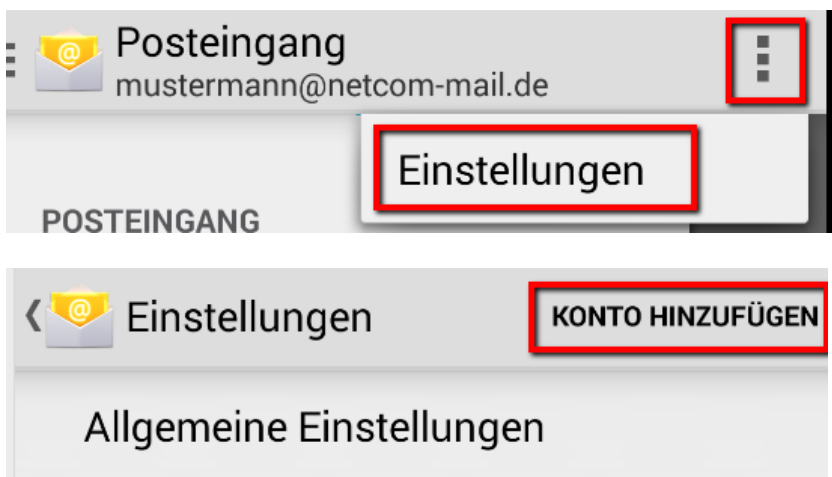 Posteingang
mustermann@netcom-mail.de
Einstellungen
POSTEINGANG
Einstellungen
KONTO HINZUFÜGEN
Allgemeine Einstellungen